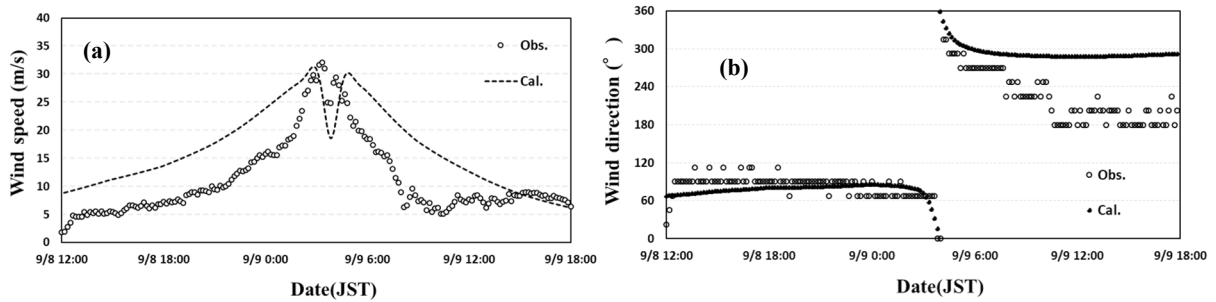 40
35
30
25
20
15
10
5
0
Wind speed (m/s)
(a)
Obs.
Cal.
9/8 12:00 9/8 18:00 9/9 0:00 9/9 6:00 9/9 12:00 9/9 18:00
Date(JST)
360
300
240
180
120
60
0
Wind direction (° )
(b)
Obs.
Cal.
9/8 12:00 9/8 18:00 9/9 0:00 9/9 6:00 9/9 12:00 9/9 18:00
Date(JST)